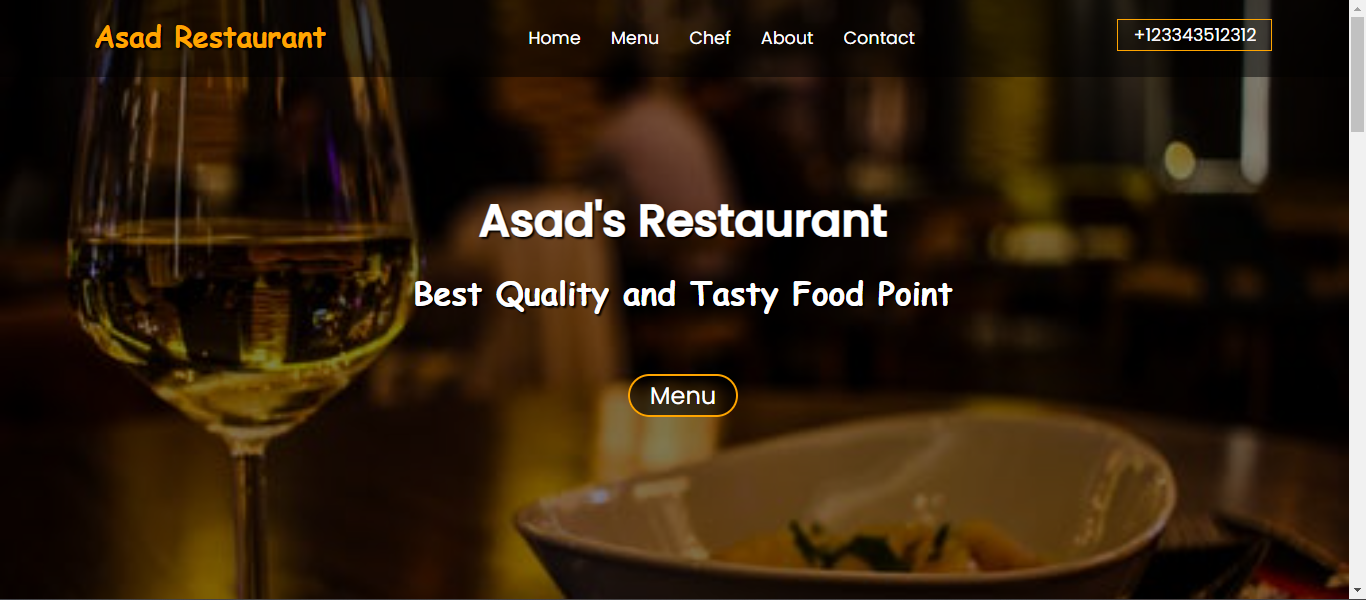 Asad Restaurant
Home Menu Chef About Contact
+123343512312
Asad's Restaurant
Best Quality and Tasty Food Point
Menu